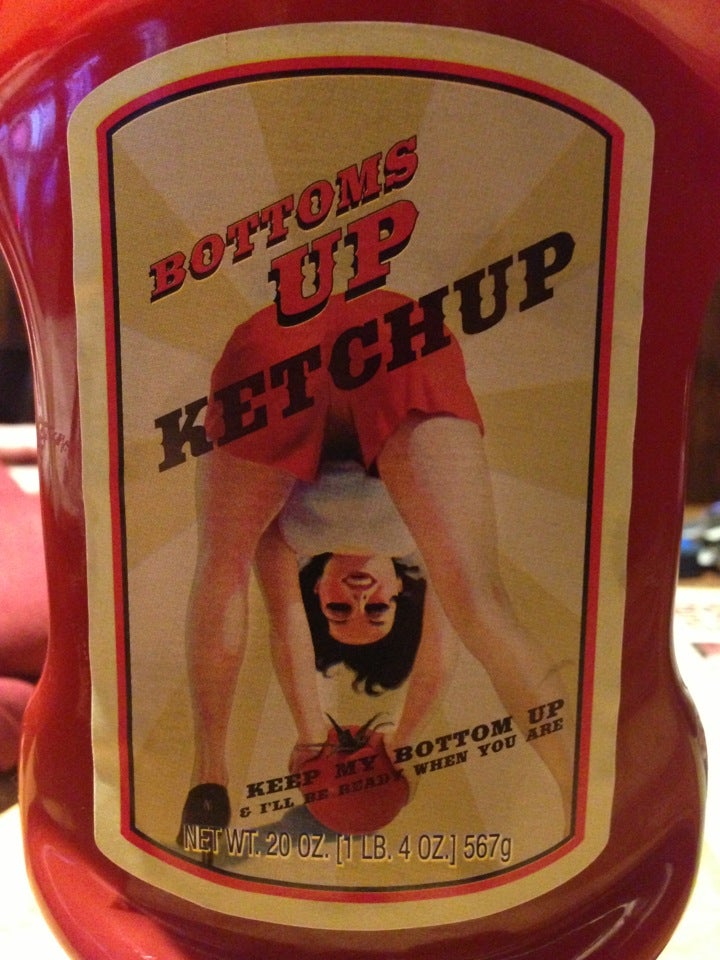 BOTTOMS
UP
KETCHUP
KEEP MY BOTTOM UP
& I'LL BE READY WHEN YOU ARE
NET WT. 20 OZ. [1 LB. 4 OZ.] 567g